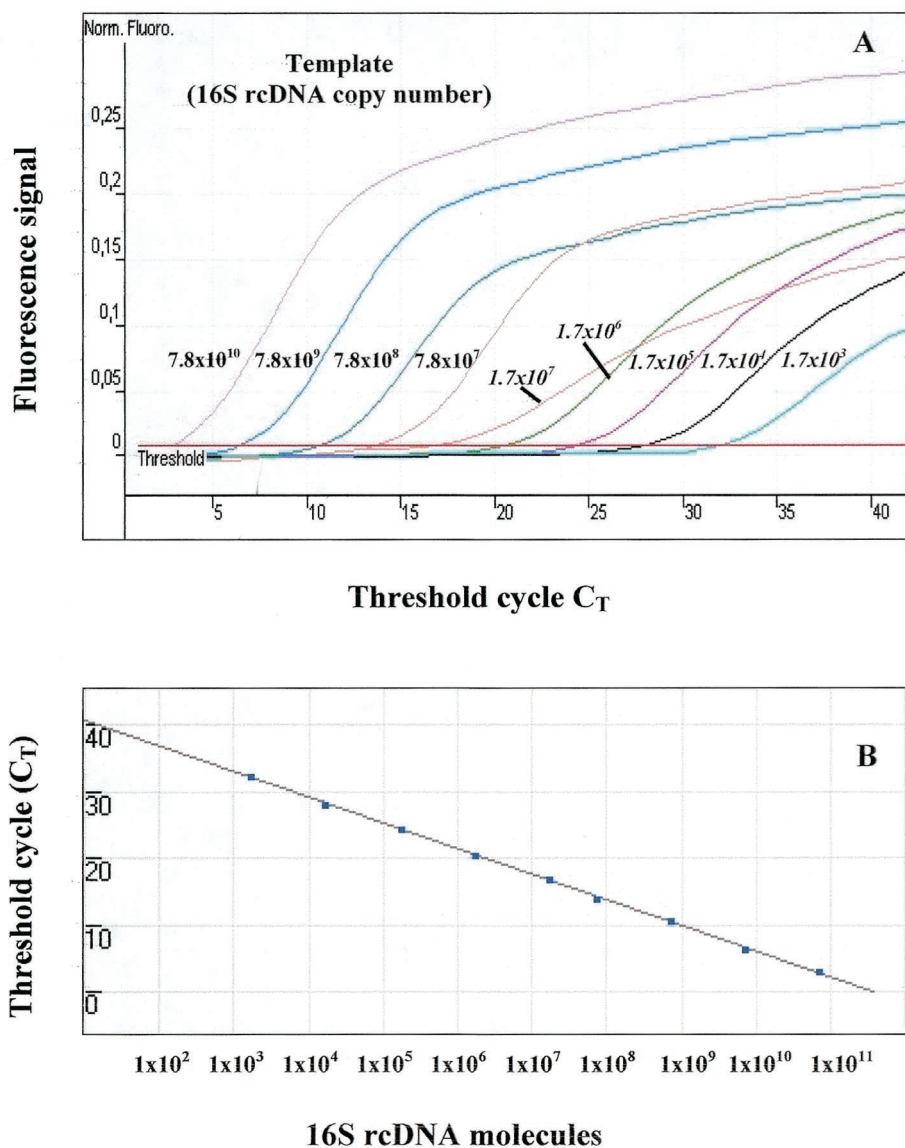 Norm. Fluoro.
A
Template
(16S rcDNA copy number)
Fluorescence signal
0,25
0,2
0,15
0,1
0,05
0
7.8x10¹⁰
7.8x10⁹
7.8x10⁸
7.8x10⁷
1.7x10⁷
1.7x10⁶
1.7x10⁵
1.7x10⁴
1.7x10³
Threshold
5 10 15 20 25 30 35 40
Threshold cycle C_T
B
Threshold cycle (C_T)
40
30
20
10
0
1x10² 1x10³ 1x10⁴ 1x10⁵ 1x10⁶ 1x10⁷ 1x10⁸ 1x10⁹ 1x10¹⁰ 1x10¹¹
16S rcDNA molecules